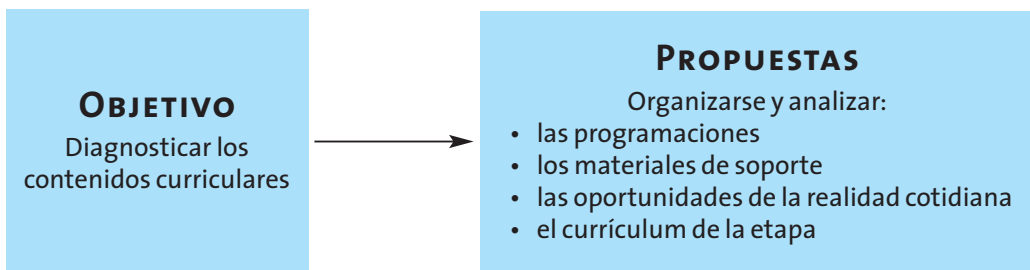 OBJETIVO
Diagnosticar los
contenidos curriculares
PROPUESTAS
Organizarse y analizar:
• las programaciones
• los materiales de soporte
• las oportunidades de la realidad cotidiana
• el currículum de la etapa